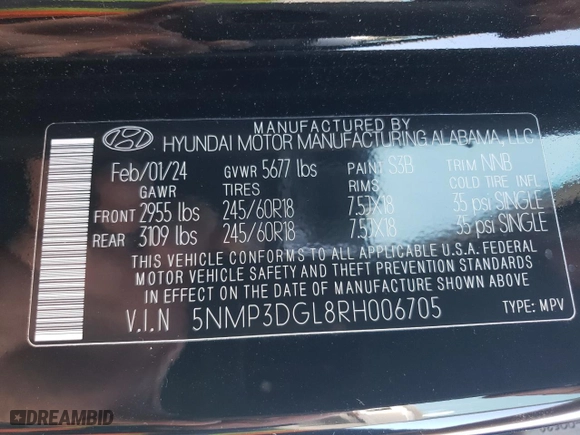 MANUFACTURED BY
HYUNDAI MOTOR MANUFACTURING ALABAMA, LLC
Feb/01/24 GVWR 5677 lbs PAINT S3B TRIM NNB
GAWR TIRES RIMS COLD TIRE INFL
FRONT 2955 lbs 245/60R18 7.5JX18 35 psi SINGLE
REAR 3109 lbs 245/60R18 7.5JX18 35 psi SINGLE
THIS VEHICLE CONFORMS TO ALL APPLICABLE U.S.A. FEDERAL
MOTOR VEHICLE SAFETY AND THEFT PREVENTION STANDARDS
IN EFFECT ON THE DATE OF MANUFACTURE SHOWN ABOVE.
V.I.N 5NMP3DGL8RH006705 TYPE: MPV
DREAMBID